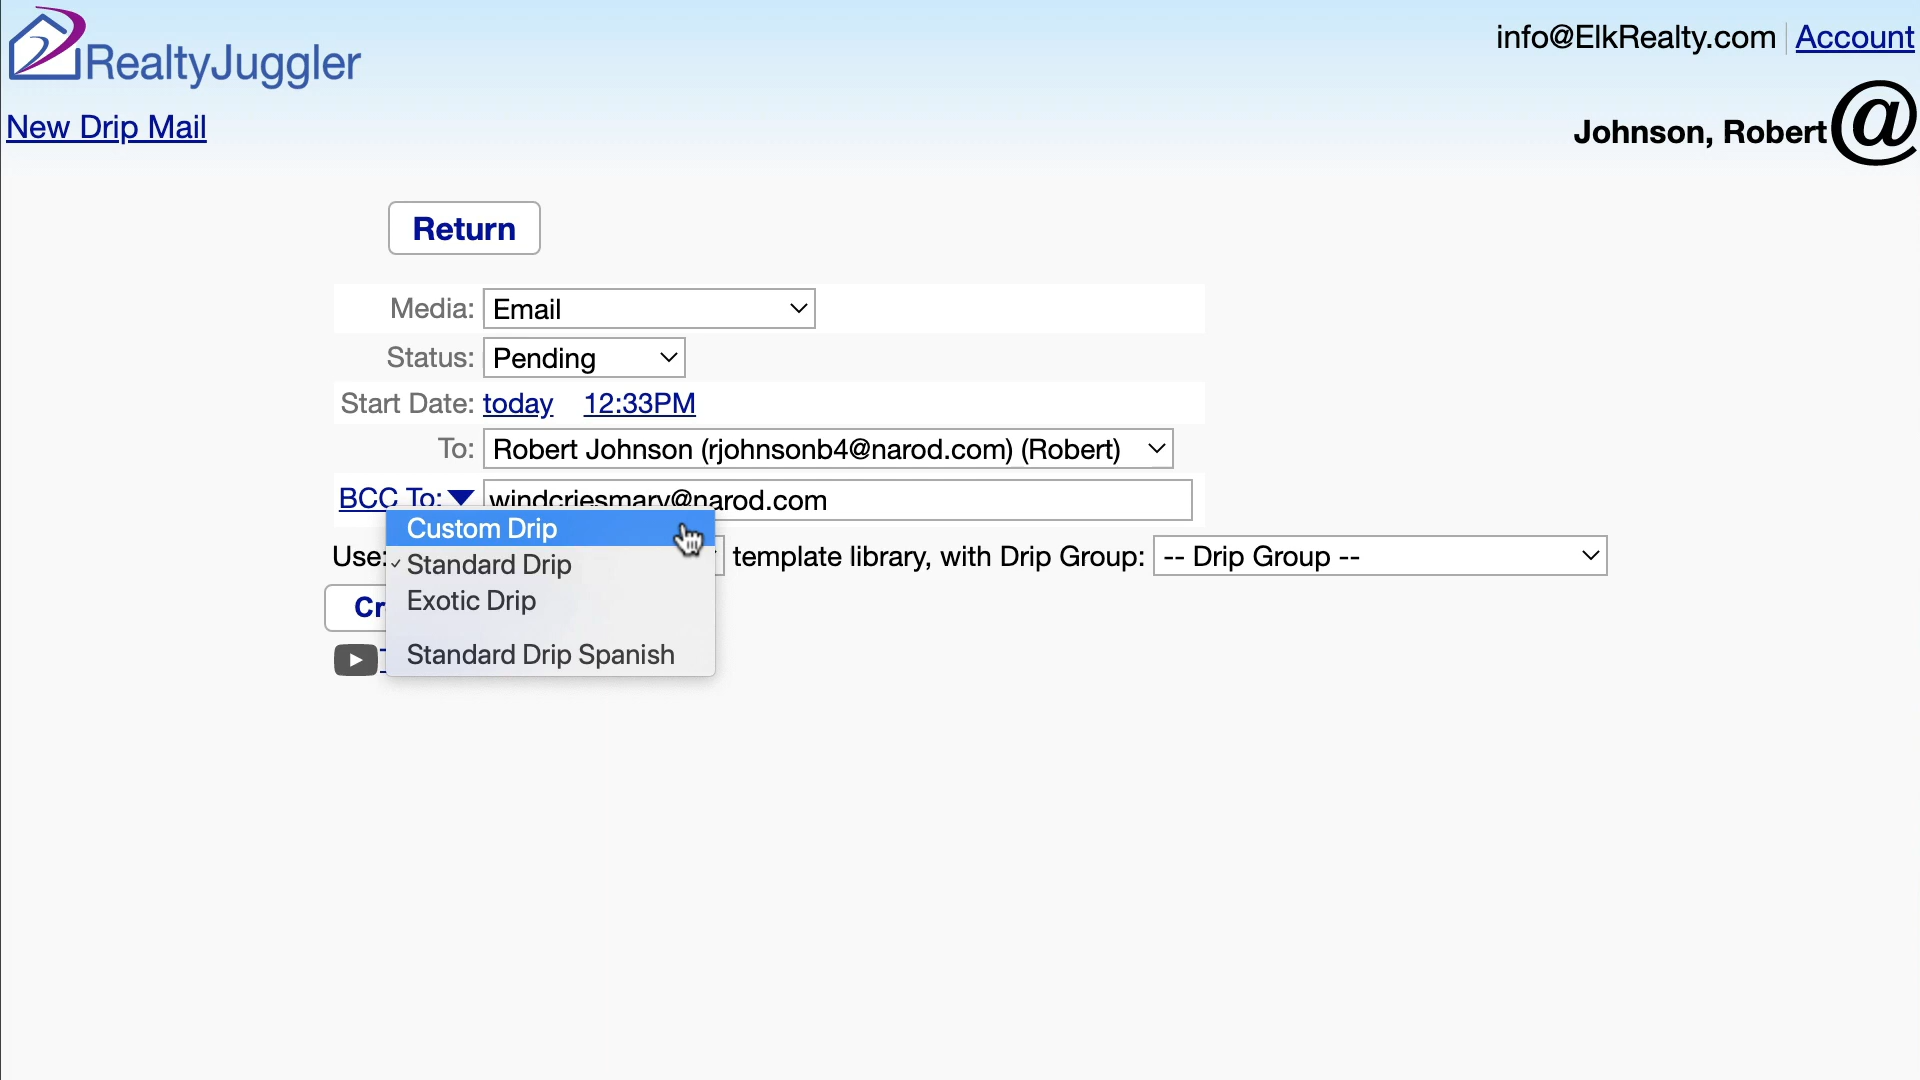 RealtyJuggler
info@ElkRealty.com Account
New Drip Mail
Johnson, Robert @
Return
Media: Email
Status: Pending
Start Date: today 12:33PM
To: Robert Johnson (rjohnsonb4@narod.com) (Robert)
BCC To: windcriesmary@narod.com
Custom Drip
Use: template library, with Drip Group: -- Drip Group --
✓ Standard Drip
Exotic Drip
Cr
Standard Drip Spanish